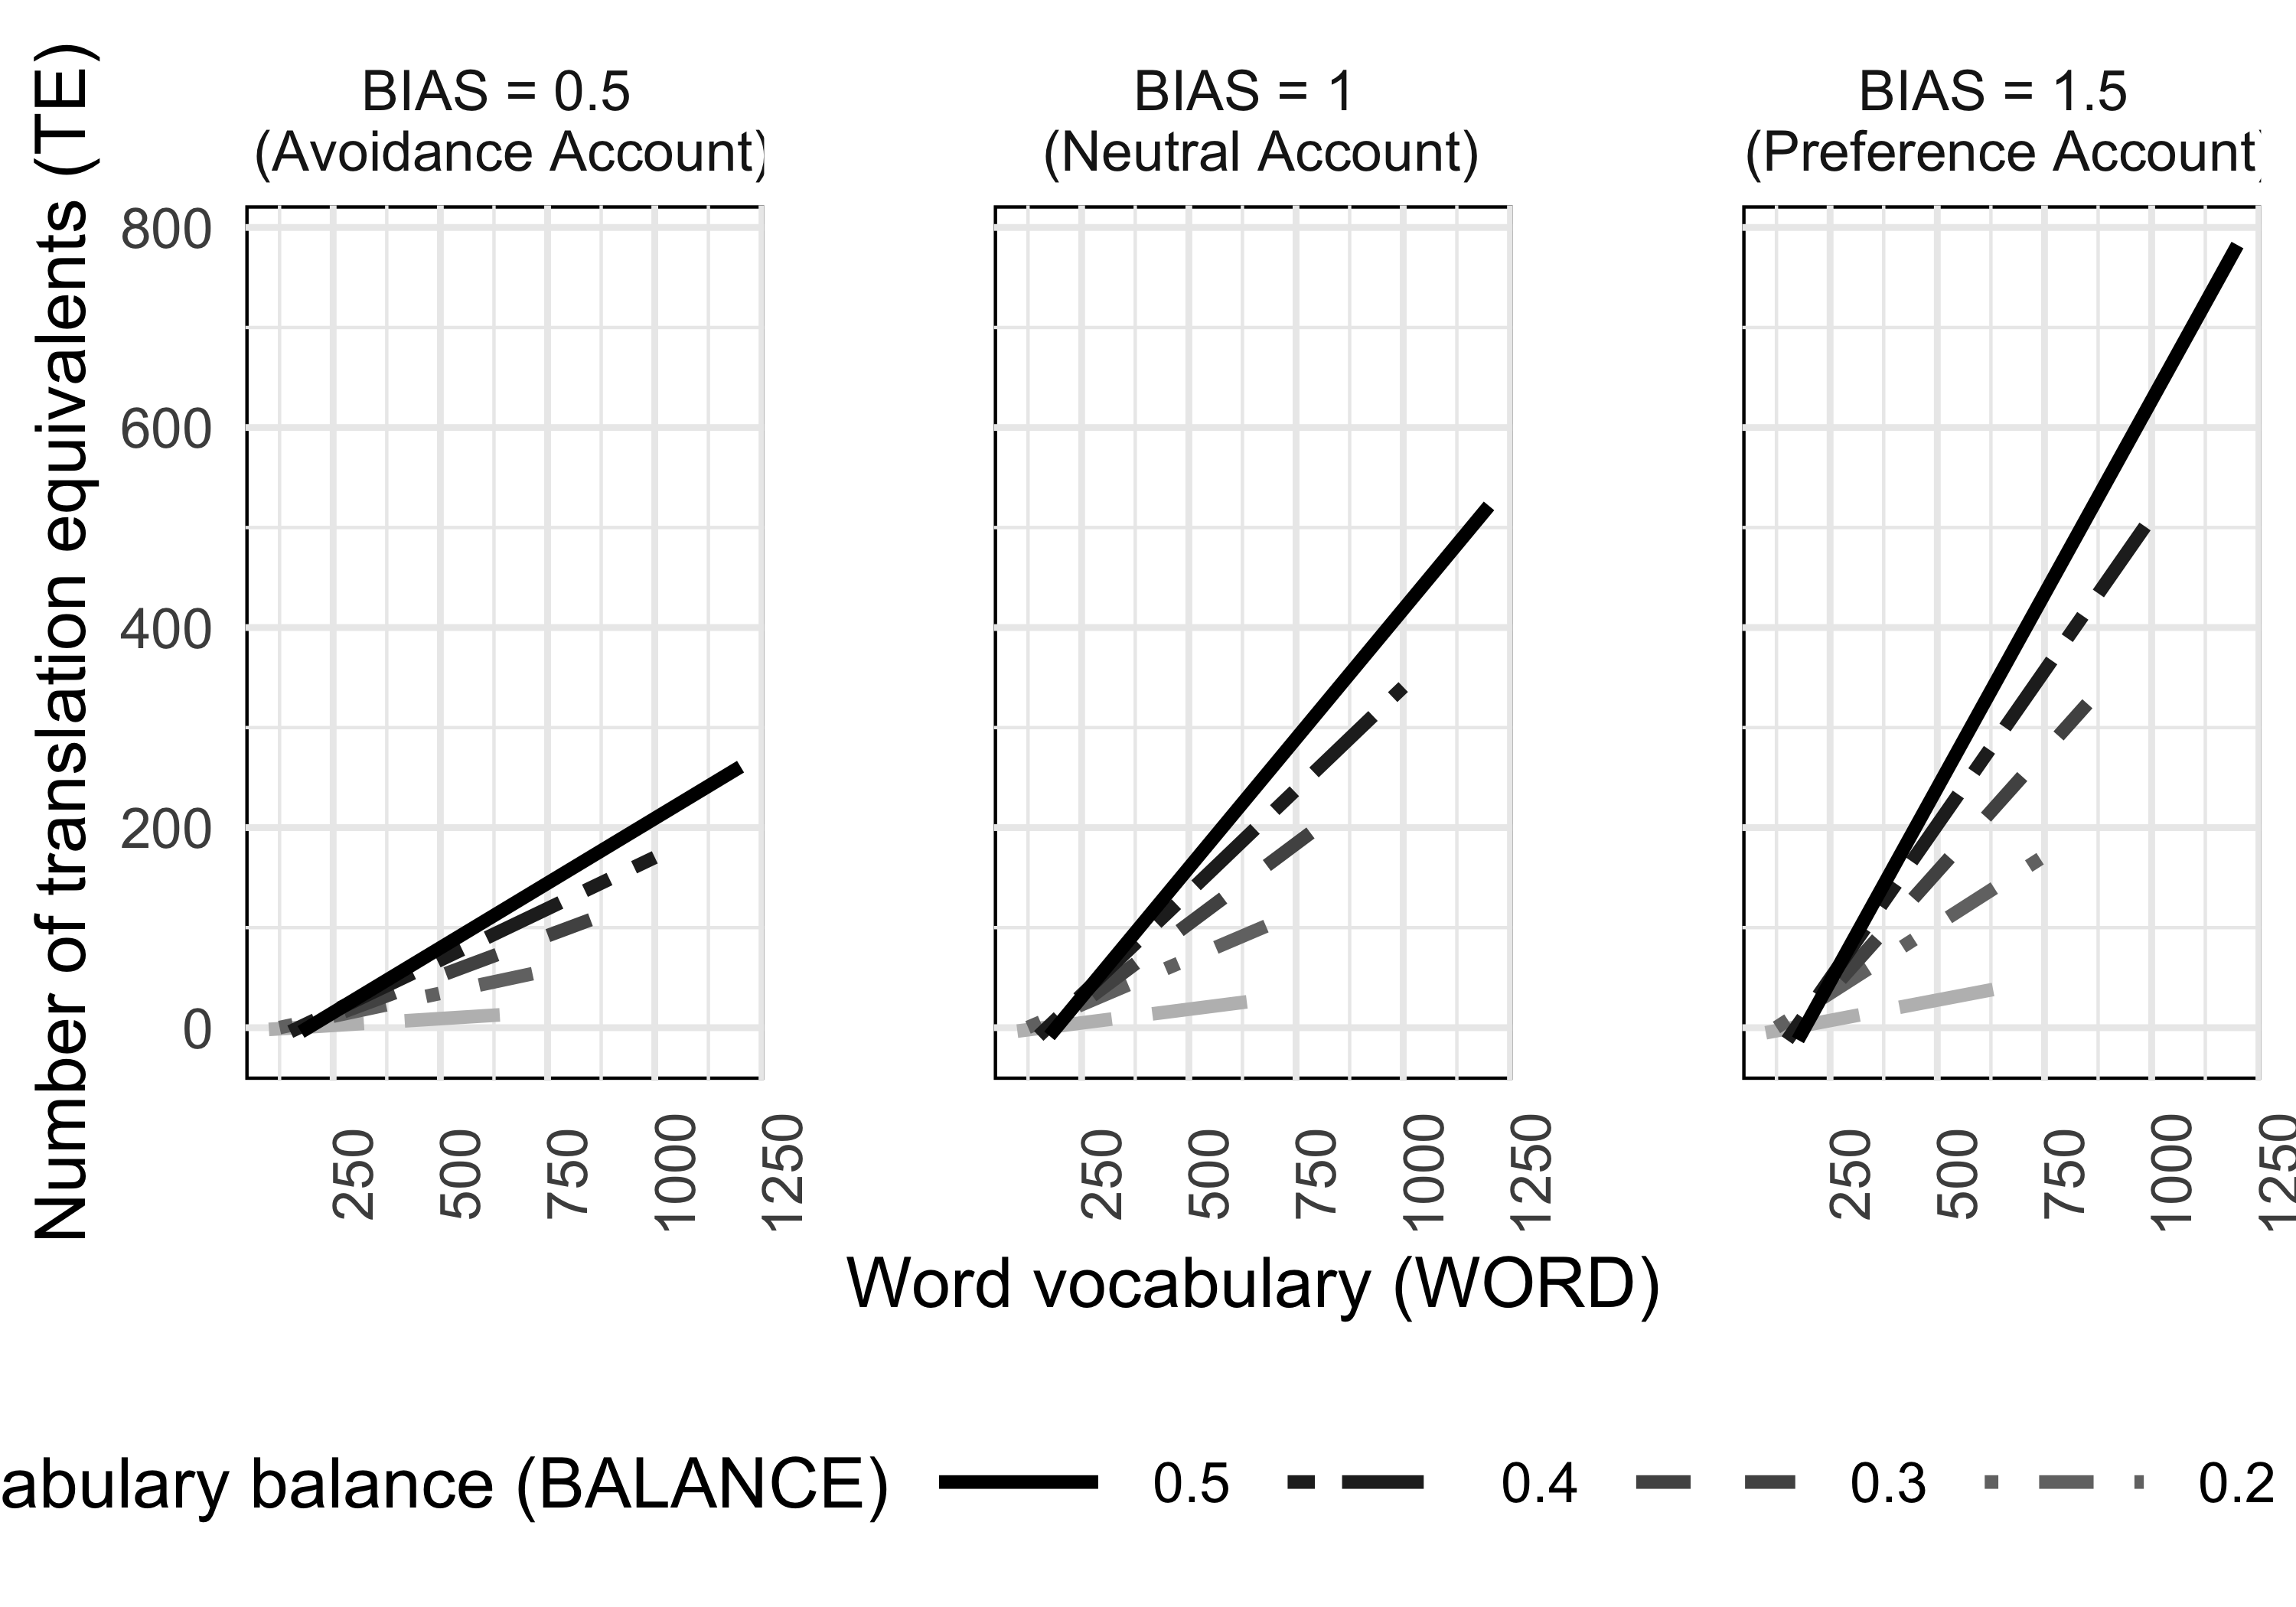 Number of translation equivalents (TE)
BIAS = 0.5
(Avoidance Account)
BIAS = 1
(Neutral Account)
BIAS = 1.5
(Preference Account
800
600
400
200
0
250
500
750
1000
1250
250
500
750
1000
1250
250
500
750
1000
1250
Word vocabulary (WORD)
abulary balance (BALANCE)
0.5
0.4
0.3
0.2